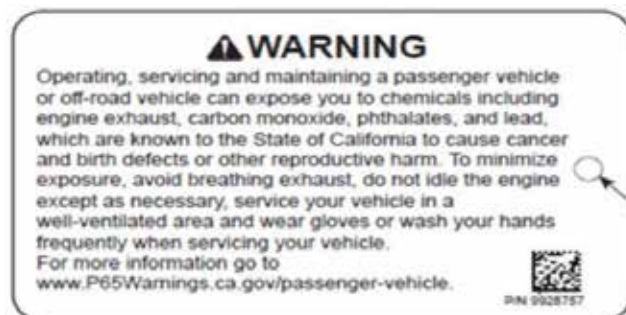 WARNING
Operating, servicing and maintaining a passenger vehicle
or off-road vehicle can expose you to chemicals including
engine exhaust, carbon monoxide, phthalates, and lead,
which are known to the State of California to cause cancer
and birth defects or other reproductive harm. To minimize
exposure, avoid breathing exhaust, do not idle the engine
except as necessary, service your vehicle in a
well-ventilated area and wear gloves or wash your hands
frequently when servicing your vehicle.
For more information go to
www.P65Warnings.ca.gov/passenger-vehicle.
P/N 9928757